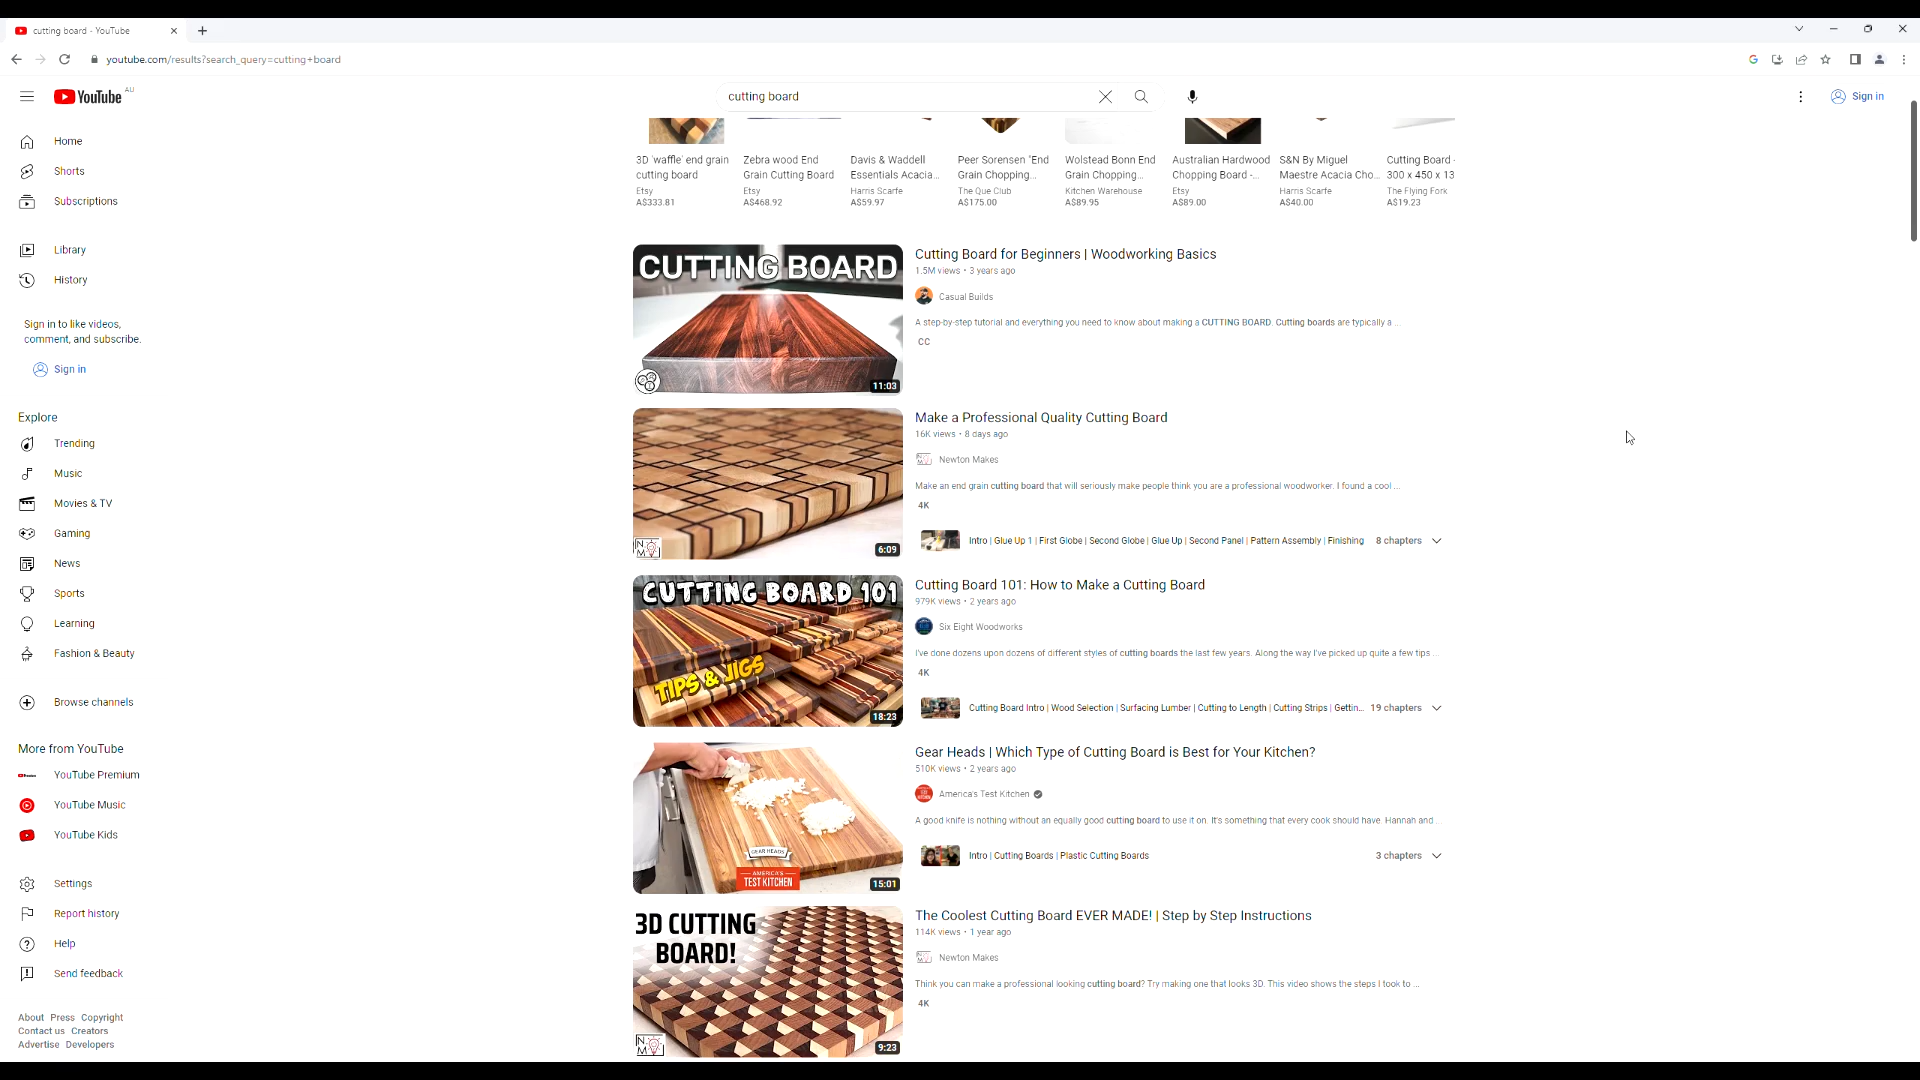 cutting board - YouTube
youtube.com/results?search_query=cutting+board
YouTube AU
cutting board
Sign in
Home
Shorts
Subscriptions
Library
History
Sign in to like videos,
comment, and subscribe.
Sign in
Explore
Trending
Music
Movies & TV
Gaming
News
Sports
Learning
Fashion & Beauty
Browse channels
More from YouTube
YouTube Premium
YouTube Music
YouTube Kids
Settings
Report history
Help
Send feedback
About Press Copyright
Contact us Creators
Advertise Developers
3D 'waffle' end grain
cutting board
Etsy
A$333.81
Zebra wood End
Grain Cutting Board
Etsy
A$468.92
Davis & Waddell
Essentials Acacia...
Harris Scarfe
A$59.97
Peer Sorensen "End
Grain Chopping...
The Que Club
A$175.00
Wolstead Bonn End
Grain Chopping...
Kitchen Warehouse
A$89.95
Australian Hardwood
Chopping Board -...
Etsy
A$89.00
S&N By Miguel
Maestre Acacia Cho...
Harris Scarfe
A$40.00
Cutting Board -
300 x 450 x 13
The Flying Fork
A$19.23
CUTTING BOARD
11:03
Cutting Board for Beginners | Woodworking Basics
1.5M views • 3 years ago
Casual Builds
A step-by-step tutorial and everything you need to know about making a CUTTING BOARD. Cutting boards are typically a ...
CC
N M
6:09
Make a Professional Quality Cutting Board
16K views • 8 days ago
Newton Makes
Make an end grain cutting board that will seriously make people think you are a professional woodworker. I found a cool ...
4K
Intro | Glue Up 1 | First Globe | Second Globe | Glue Up | Second Panel | Pattern Assembly | Finishing 8 chapters
CUTTING BOARD 101
TIPS & JIGS
18:23
Cutting Board 101: How to Make a Cutting Board
979K views • 2 years ago
Six Eight Woodworks
I've done dozens upon dozens of different styles of cutting boards the last few years. Along the way I've picked up quite a few tips ...
4K
Cutting Board Intro | Wood Selection | Surfacing Lumber | Cutting to Length | Cutting Strips | Gettin... 19 chapters
GEAR HEADS
AMERICA'S
TEST KITCHEN
15:01
Gear Heads | Which Type of Cutting Board is Best for Your Kitchen?
510K views • 2 years ago
America's Test Kitchen
A good knife is nothing without an equally good cutting board to use it on. It's something that every cook should have. Hannah and ...
Intro | Cutting Boards | Plastic Cutting Boards 3 chapters
3D CUTTING
BOARD!
N M
9:23
The Coolest Cutting Board EVER MADE! | Step by Step Instructions
114K views • 1 year ago
Newton Makes
Think you can make a professional looking cutting board? Try making one that looks 3D. This video shows the steps I took to ...
4K